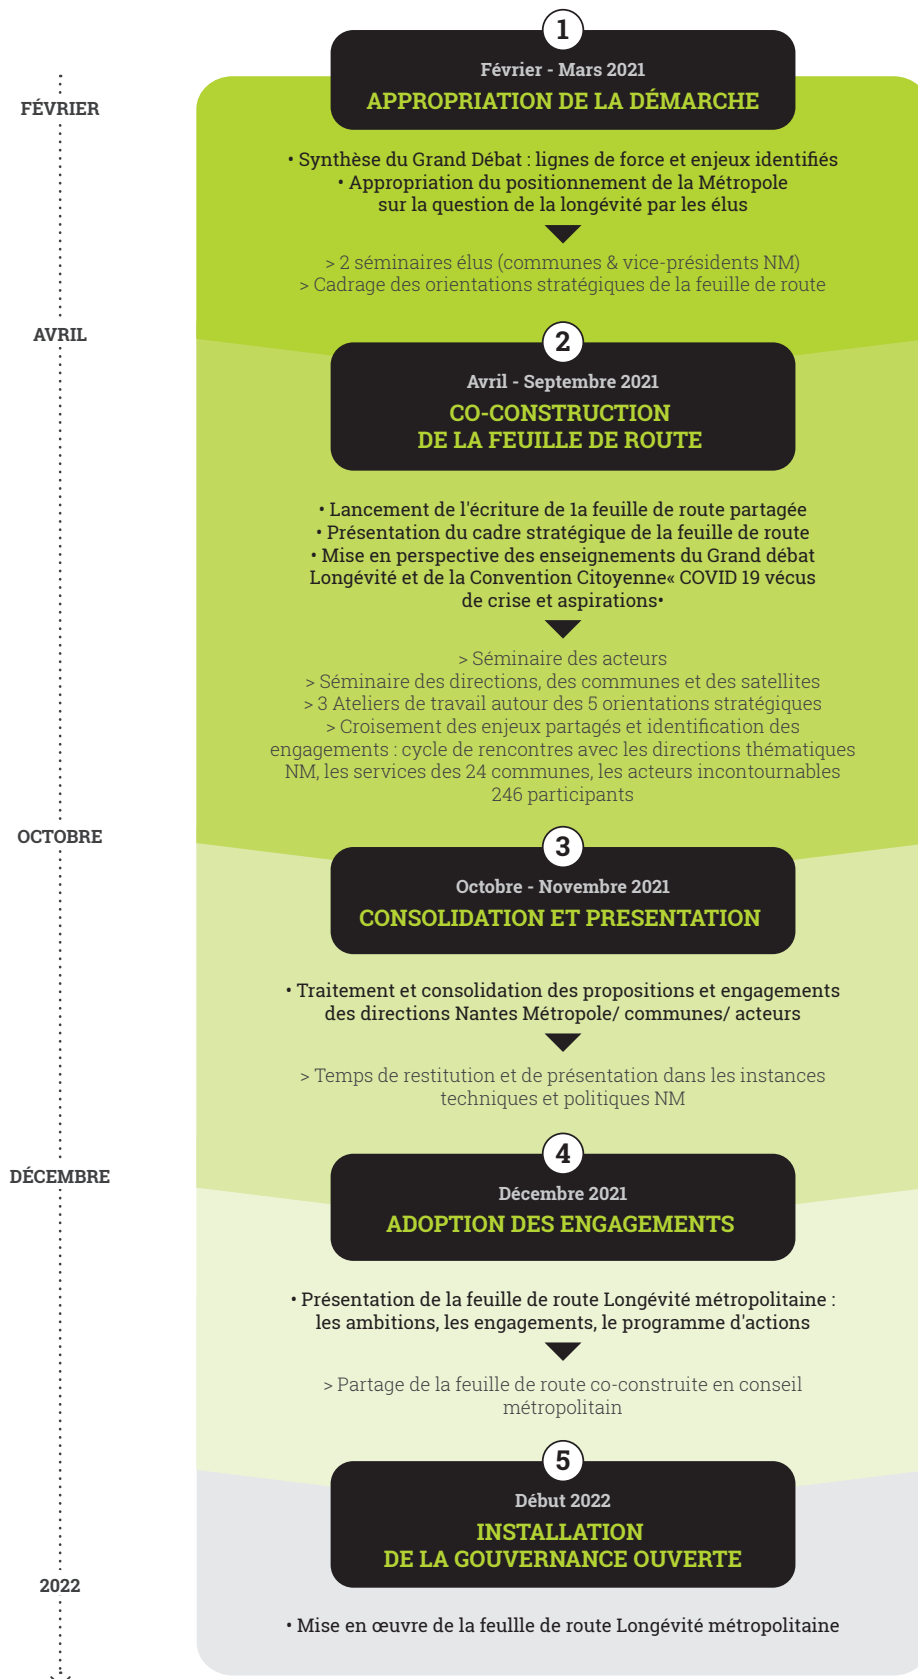 1
Février - Mars 2021
APPROPRIATION DE LA DÉMARCHE
FÉVRIER
• Synthèse du Grand Débat : lignes de force et enjeux identifiés
• Appropriation du positionnement de la Métropole
sur la question de la longévité par les élus
> 2 séminaires élus (communes & vice-présidents NM)
> Cadrage des orientations stratégiques de la feuille de route
AVRIL
2
Avril - Septembre 2021
CO-CONSTRUCTION
DE LA FEUILLE DE ROUTE
• Lancement de l'écriture de 1a feuille de route partagée
• Présentation du cadre stratégique de la feuille de route
• Mise en perspective des enseignements du Grand débat
Longévité et de la Convention Citoyenne« COVID 19 vécus
de crise et aspirations•
> Séminaire des acteurs
> Séminaire des directions, des communes et des satellites
> 3 Ateliers de travail autour des 5 orientations stratégiques
> Croisement des enjeux partagés et identification des
engagements : cycle de rencontres avec les directions thématiques
NM, les services des 24 communes, les acteurs incontournables
246 participants
OCTOBRE
3
Octobre - Novembre 2021
CONSOLIDATION ET PRESENTATION
• Traitement et consolidation des propositions et engagements
des directions Nantes Métropole/ communes/ acteurs
> Temps de restitution et de présentation dans les instances
techniques et politiques NM
DÉCEMBRE
4
Décembre 2021
ADOPTION DES ENGAGEMENTS
• Présentation de la feuille de route Longévité métropolitaine :
les ambitions, les engagements, le programme d'actions
> Partage de la feuille de route co-construite en conseil
métropolitain
5
Début 2022
INSTALLATION
DE LA GOUVERNANCE OUVERTE
2022
• Mise en œuvre de la feullle de route Longévité métropolitaine